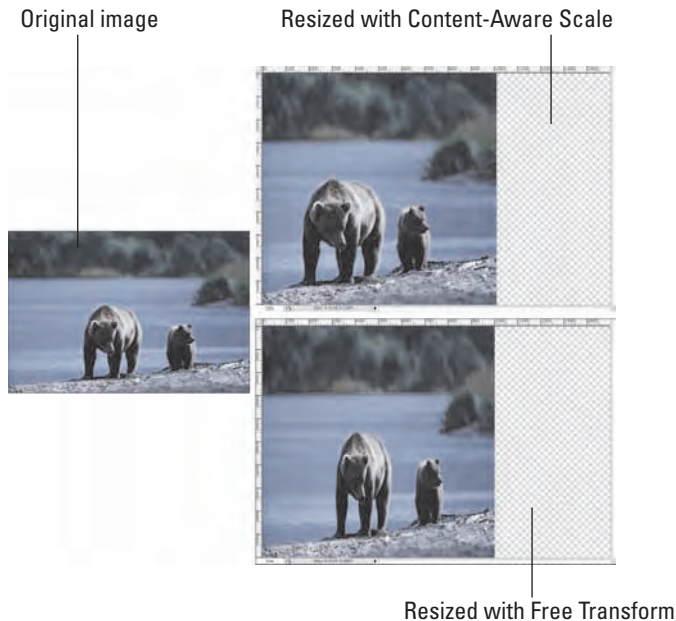 Original image
Resized with Content-Aware Scale
Resized with Free Transform